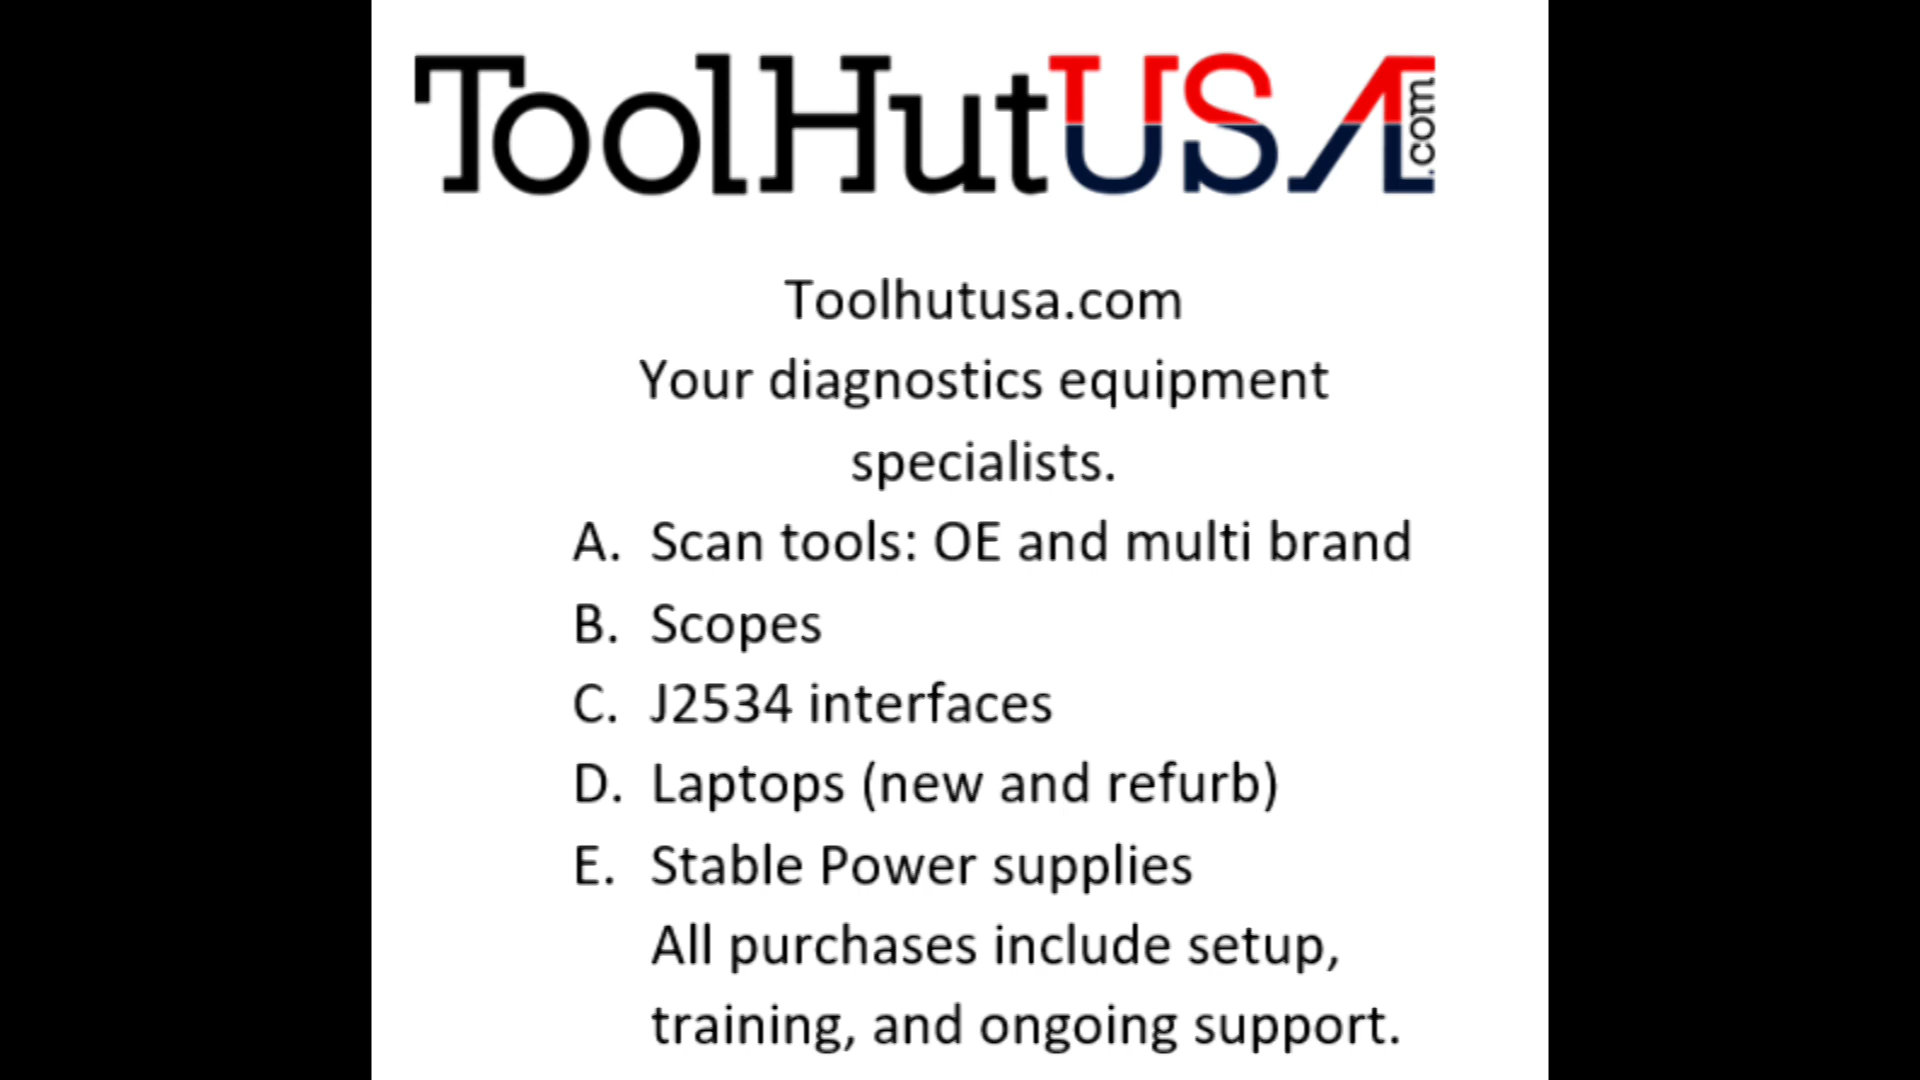 ToolHutUSA.com
Toolhutusa.com
Your diagnostics equipment
specialists.
A. Scan tools: OE and multi brand
B. Scopes
C. J2534 interfaces
D. Laptops (new and refurb)
E. Stable Power supplies
All purchases include setup,
training, and ongoing support.